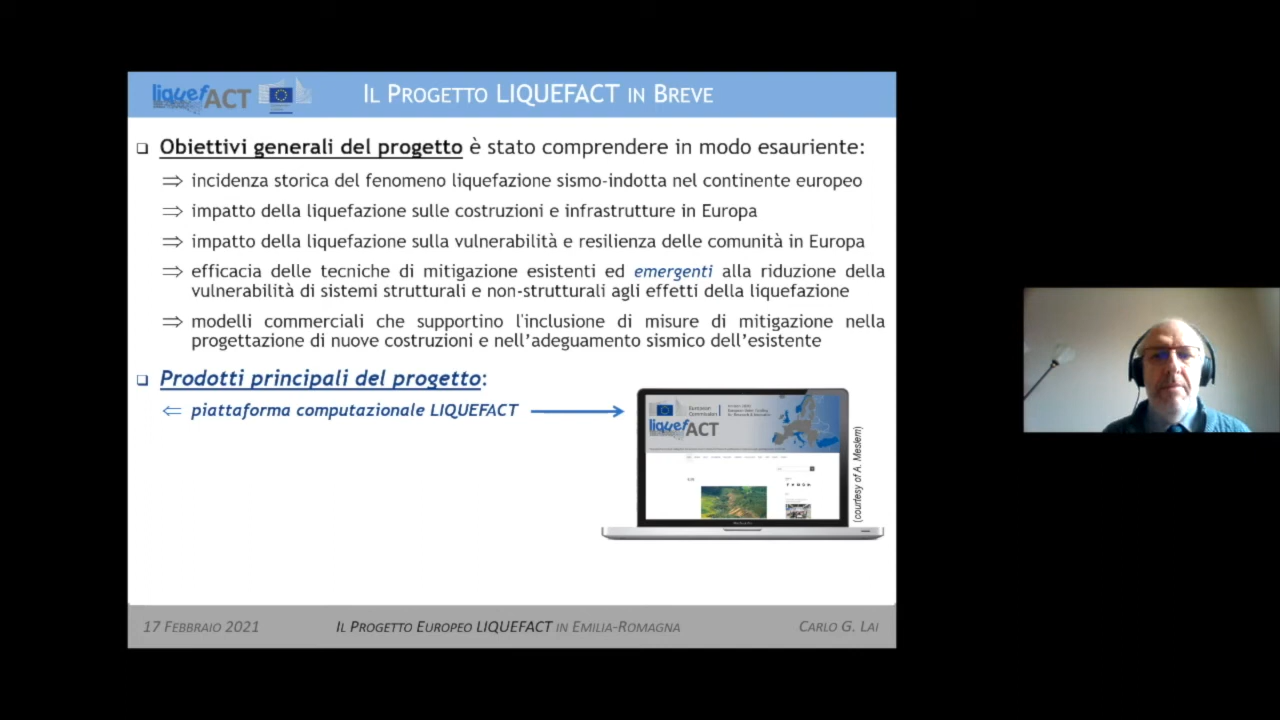 liquefACT
IL PROGETTO LIQUEFACT IN BREVE
Obiettivi generali del progetto è stato comprendere in modo esauriente:
⇒ incidenza storica del fenomeno liquefazione sismo-indotta nel continente europeo
⇒ impatto della liquefazione sulle costruzioni e infrastrutture in Europa
⇒ impatto della liquefazione sulla vulnerabilità e resilienza delle comunità in Europa
⇒ efficacia delle tecniche di mitigazione esistenti ed emergenti alla riduzione della
vulnerabilità di sistemi strutturali e non-strutturali agli effetti della liquefazione
⇒ modelli commerciali che supportino l'inclusione di misure di mitigazione nella
progettazione di nuove costruzioni e nell'adeguamento sismico dell'esistente
Prodotti principali del progetto:
⇐ piattaforma computazionale LIQUEFACT
European
Commission
liquefACT
(courtesy of A. Meslem)
17 FEBBRAIO 2021
IL PROGETTO EUROPEO LIQUEFACT IN EMILIA-ROMAGNA
CARLO G. LAI